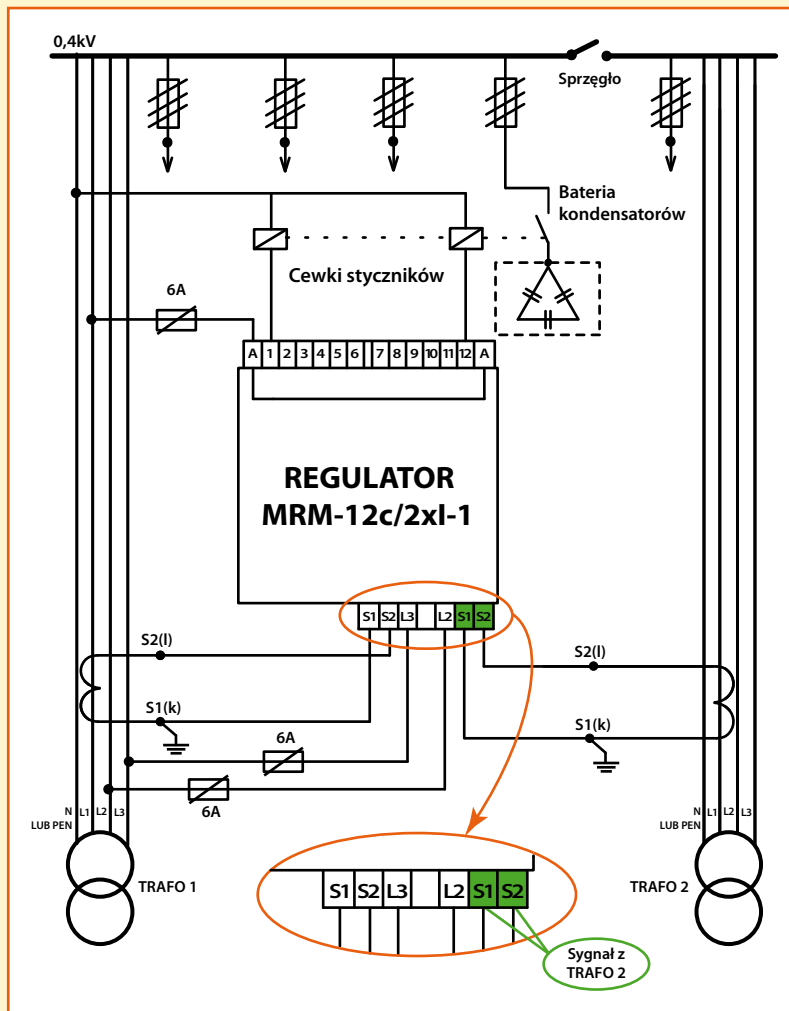 0,4kV
Sprzęgło
Bateria
kondensatorów
Cewki styczników
6A
A 1 2 3 4 5 6 7 8 9 10 11 12 A
REGULATOR
MRM-12c/2xI-1
S1 S2 L3 L2 S1 S2
S2(l)
S1(k)
S2(l)
S1(k)
6A
6A
N L1 L2 L3
LUB PEN
TRAFO 1
N L1 L2 L3
LUB PEN
TRAFO 2
S1 S2 L3 L2 S1 S2
Sygnał z
TRAFO 2